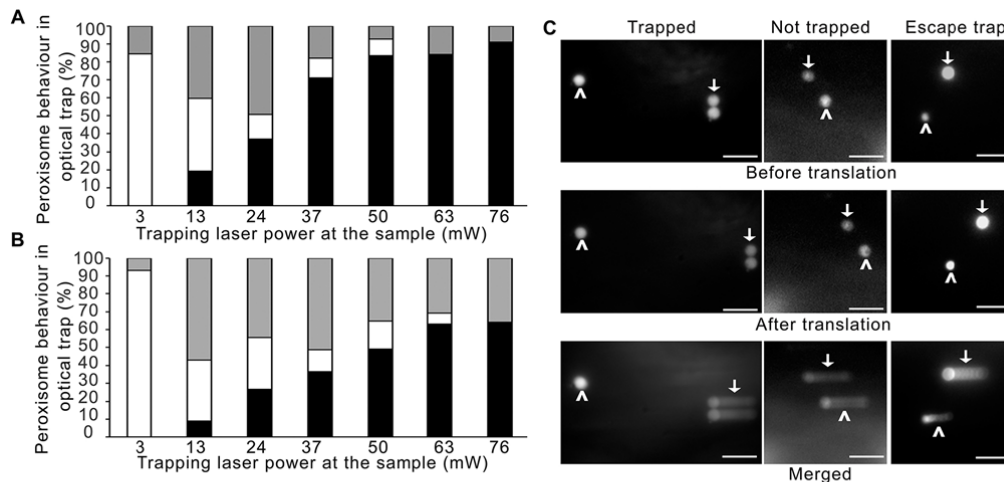 A
Peroxisome behaviour in
optical trap (%)
100
90
80
70
60
50
40
30
20
10
0
3 13 24 37 50 63 76
Trapping laser power at the sample (mW)
B
Peroxisome behaviour in
optical trap (%)
100
90
80
70
60
50
40
30
20
10
0
3 13 24 37 50 63 76
Trapping laser power at the sample (mW)
C
Trapped Not trapped Escape trap
Before translation
After translation
Merged